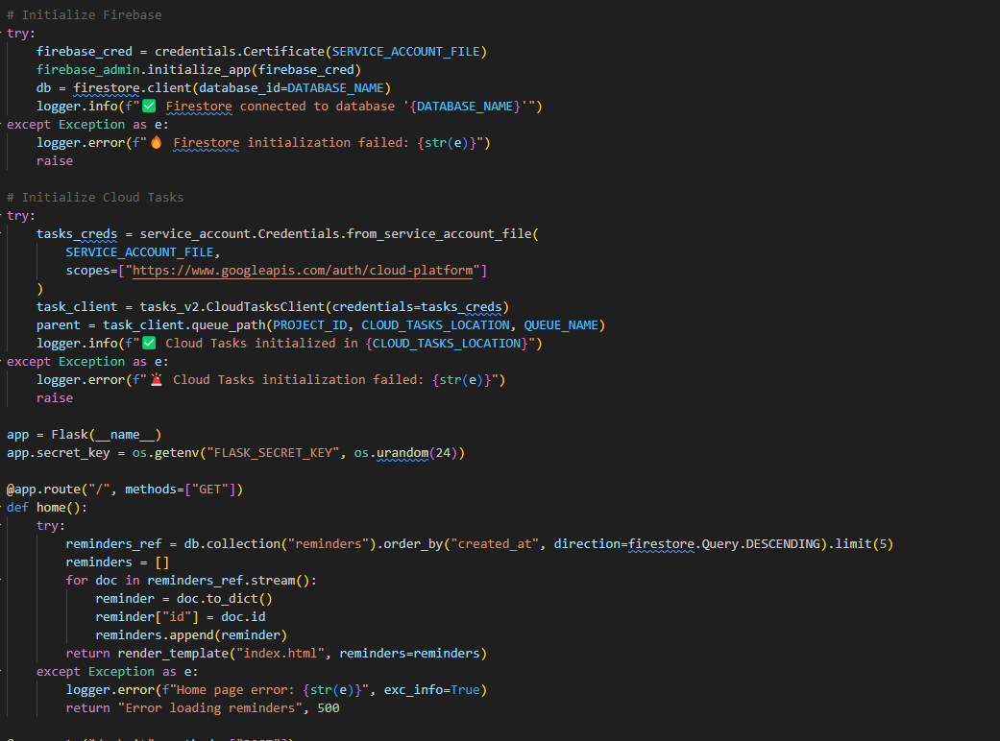 # Initialize Firebase
try:
    firebase_cred = credentials.Certificate(SERVICE_ACCOUNT_FILE)
    firebase_admin.initialize_app(firebase_cred)
    db = firestore.client(database_id=DATABASE_NAME)
    logger.info(f"✅ Firestore connected to database '{DATABASE_NAME}'")
except Exception as e:
    logger.error(f"🔥 Firestore initialization failed: {str(e)}")
    raise

# Initialize Cloud Tasks
try:
    tasks_creds = service_account.Credentials.from_service_account_file(
        SERVICE_ACCOUNT_FILE,
        scopes=["https://www.googleapis.com/auth/cloud-platform"]
    )
    task_client = tasks_v2.CloudTasksClient(credentials=tasks_creds)
    parent = task_client.queue_path(PROJECT_ID, CLOUD_TASKS_LOCATION, QUEUE_NAME)
    logger.info(f"✅ Cloud Tasks initialized in {CLOUD_TASKS_LOCATION}")
except Exception as e:
    logger.error(f"🚨 Cloud Tasks initialization failed: {str(e)}")
    raise

app = Flask(__name__)
app.secret_key = os.getenv("FLASK_SECRET_KEY", os.urandom(24))

@app.route("/", methods=["GET"])
def home():
    try:
        reminders_ref = db.collection("reminders").order_by("created_at", direction=firestore.Query.DESCENDING).limit(5)
        reminders = []
        for doc in reminders_ref.stream():
            reminder = doc.to_dict()
            reminder["id"] = doc.id
            reminders.append(reminder)
        return render_template("index.html", reminders=reminders)
    except Exception as e:
        logger.error(f"Home page error: {str(e)}", exc_info=True)
        return "Error loading reminders", 500